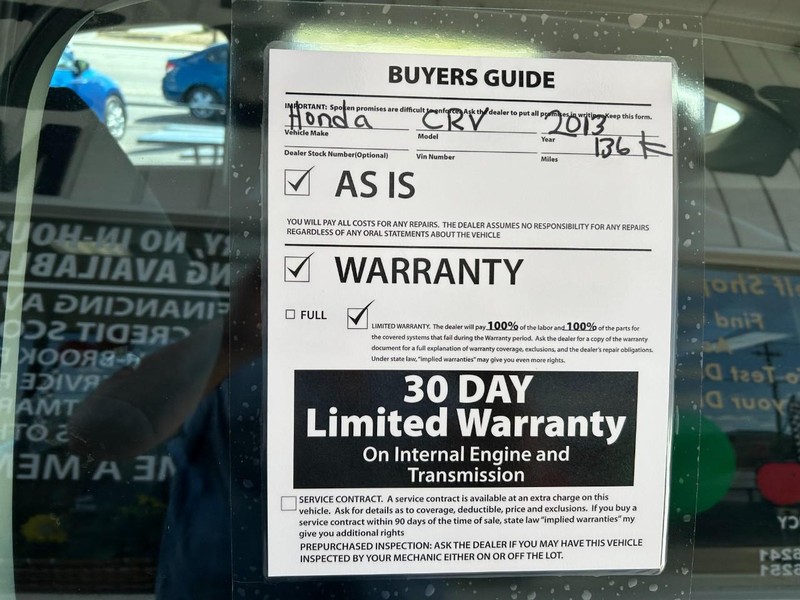 BUYERS GUIDE
IMPORTANT: Spoken promises are difficult to enforce. Ask the dealer to put all promises in writing. Keep this form.
Honda CRV 2013
Vehicle Make Model Year
136 K
Dealer Stock Number(Optional) Vin Number Miles
AS IS
YOU WILL PAY ALL COSTS FOR ANY REPAIRS. THE DEALER ASSUMES NO RESPONSIBILITY FOR ANY REPAIRS
REGARDLESS OF ANY ORAL STATEMENTS ABOUT THE VEHICLE
WARRANTY
FULL
LIMITED WARRANTY. The dealer will pay 100% of the labor and 100% of the parts for
the covered systems that fail during the Warranty period. Ask the dealer for a copy of the warranty
document for a full explanation of warranty coverage, exclusions, and the dealer's repair obligations.
Under state law, "implied warranties" may give you even more rights.
30 DAY
Limited Warranty
On Internal Engine and
Transmission
SERVICE CONTRACT. A service contract is available at an extra charge on this
vehicle. Ask for details as to coverage, deductible, price and exclusions. If you buy a
service contract within 90 days of the time of sale, state law "implied warranties" my
give you additional rights
PREPURCHASED INSPECTION: ASK THE DEALER IF YOU MAY HAVE THIS VEHICLE
INSPECTED BY YOUR MECHANIC EITHER ON OR OFF THE LOT.